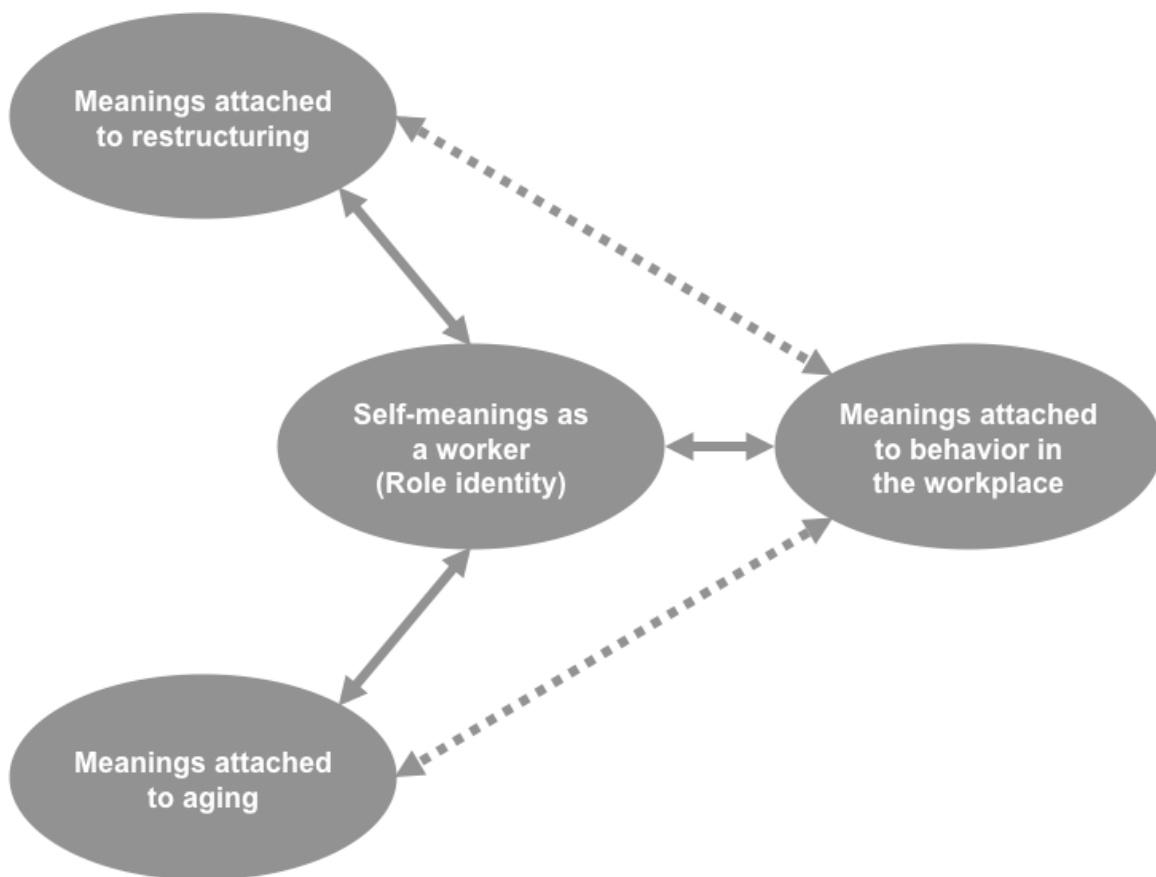 Meanings attached
to restructuring
Self-meanings as
a worker
(Role identity)
Meanings attached
to behavior in
the workplace
Meanings attached
to aging